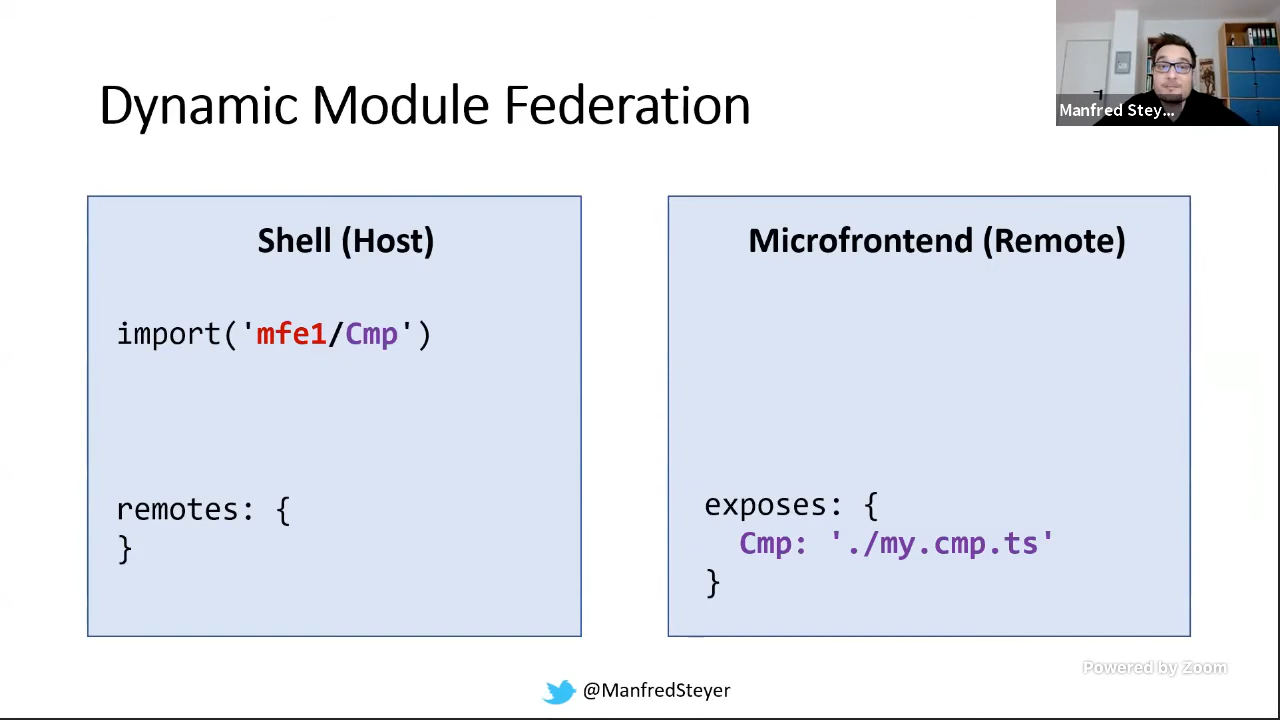 Dynamic Module Federation
Manfred Stey...
Shell (Host)
import('mfe1/Cmp')
remotes: {
}
Microfrontend (Remote)
exposes: {
Cmp: './my.cmp.ts'
}
Powered by Zoom
@ManfredSteyer